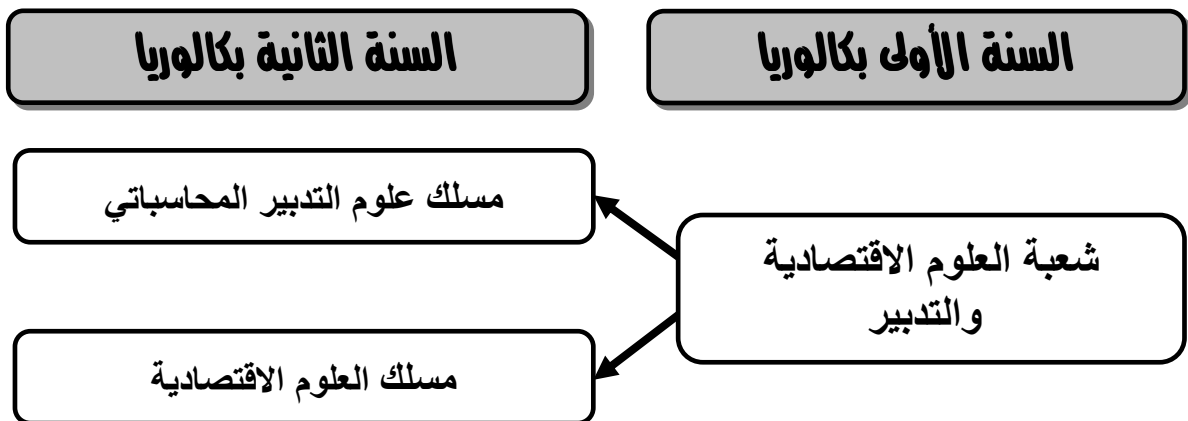 السنة الأولى بكالوريا
السنة الثانية بكالوريا
مسلك علوم التدبير المحاسباتي
شعبة العلوم الاقتصادية
والتدبير
مسلك العلوم الاقتصادية